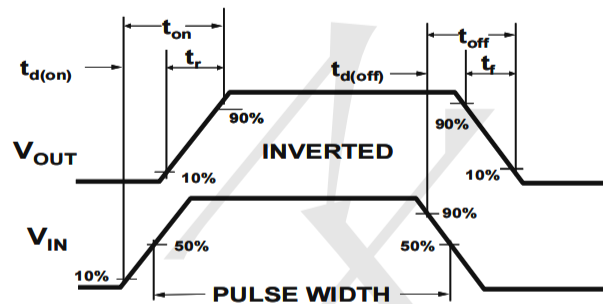 ton
toff
tr
tf
td(on)
td(off)
90%
90%
VOUT
INVERTED
10%
10%
90%
VIN
50%
50%
10%
PULSE WIDTH